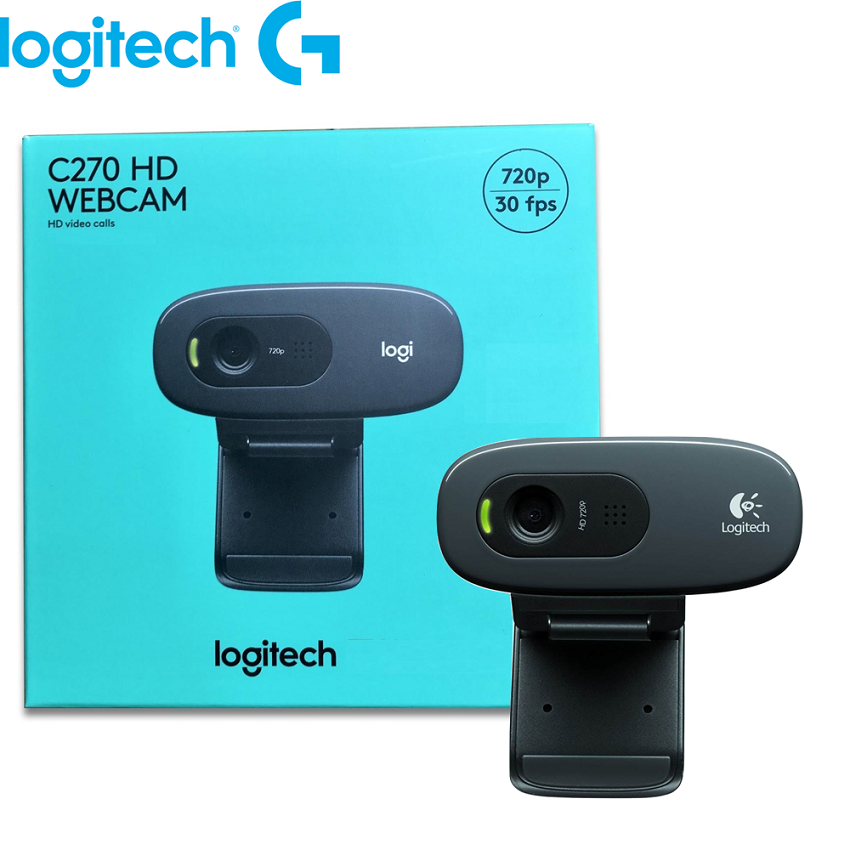 logitech®
C270 HD
WEBCAM
HD video calls
720p
30 fps
720p
logi
HD 720p
Logitech
logitech